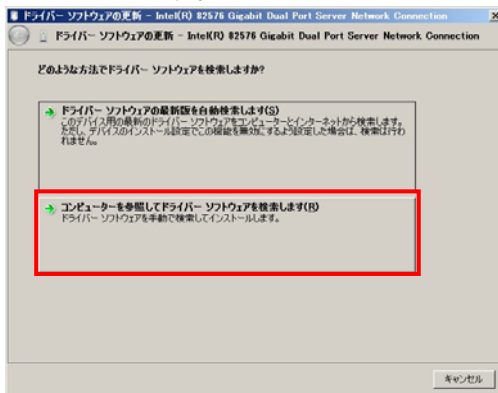 ドライバー ソフトウェアの更新 - Intel(R) 82576 Gigabit Dual Port Server Network Connection
ドライバー ソフトウェアの更新 - Intel(R) 82576 Gigabit Dual Port Server Network Connection
どのような方法でドライバー ソフトウェアを検索しますか?
ドライバー ソフトウェアの最新版を自動検索します(S)
このデバイス用の最新のドライバー ソフトウェアをコンピューターとインターネットから検索します。
ただし、デバイスのインストール設定でこの機能を無効にするよう設定した場合は、検索は行わ
れません。
コンピューターを参照してドライバー ソフトウェアを検索します(R)
ドライバー ソフトウェアを手動で検索してインストールします。
キャンセル